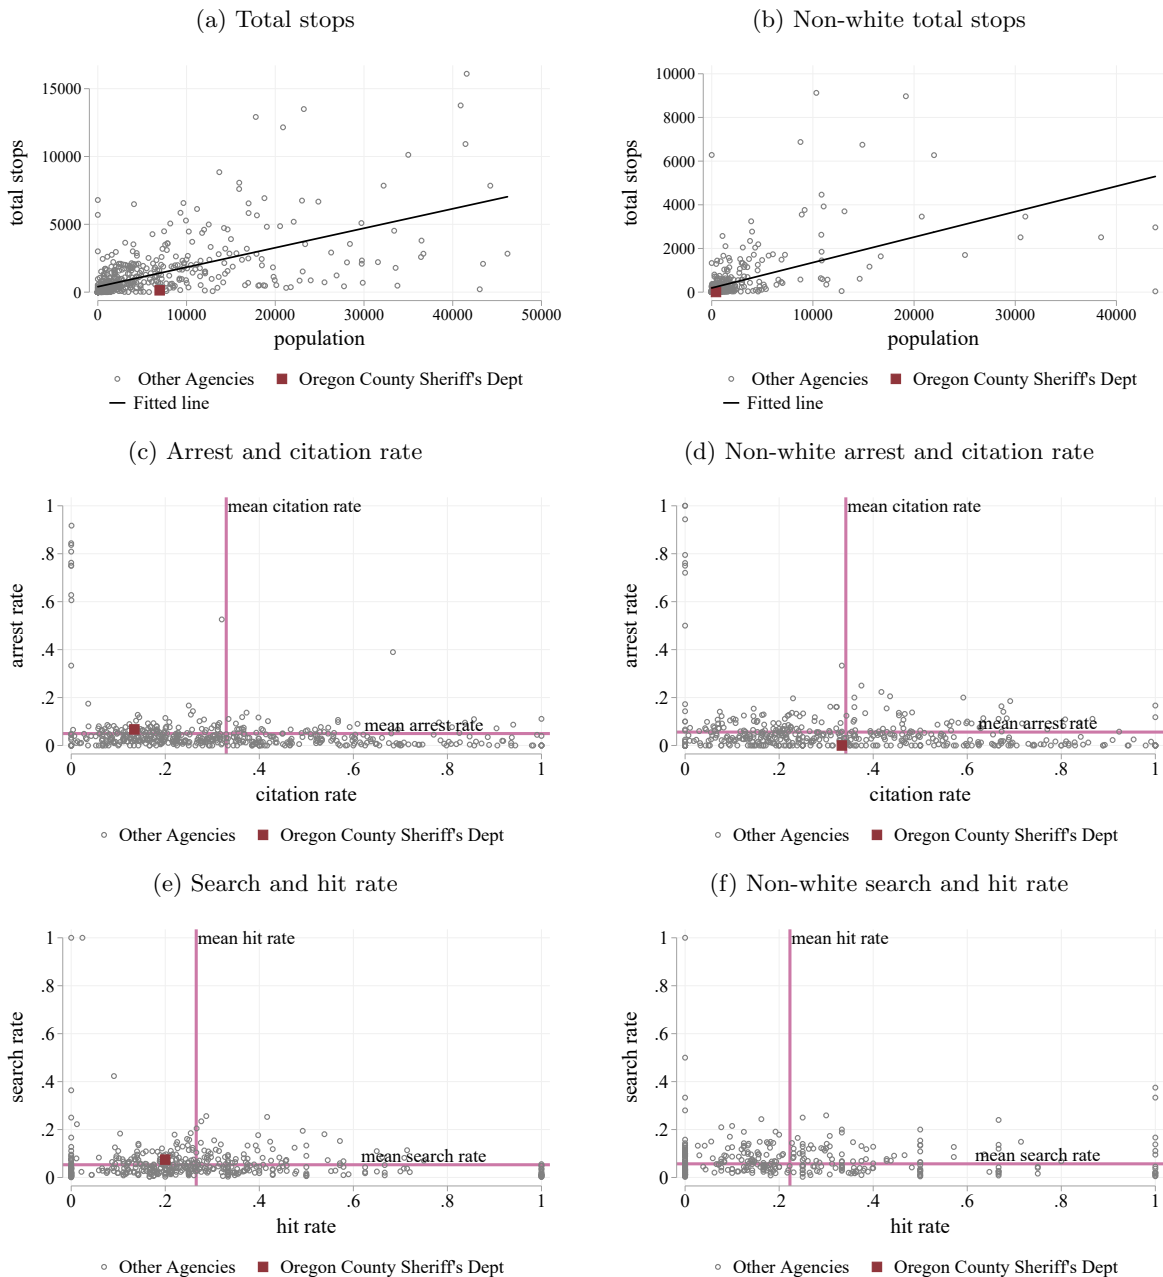 (a) Total stops
(b) Non-white total stops
total stops
15000
10000
5000
0
0 10000 20000 30000 40000 50000
population
Other Agencies Oregon County Sheriff's Dept
Fitted line
total stops
10000
8000
6000
4000
2000
0
0 10000 20000 30000 40000
population
Other Agencies Oregon County Sheriff's Dept
Fitted line
(c) Arrest and citation rate
(d) Non-white arrest and citation rate
arrest rate
1
.8
.6
.4
.2
0
mean citation rate
mean arrest rate
0 .2 .4 .6 .8 1
citation rate
Other Agencies Oregon County Sheriff's Dept
arrest rate
1
.8
.6
.4
.2
0
mean citation rate
mean arrest rate
0 .2 .4 .6 .8 1
citation rate
Other Agencies Oregon County Sheriff's Dept
(e) Search and hit rate
(f) Non-white search and hit rate
search rate
1
.8
.6
.4
.2
0
mean hit rate
mean search rate
0 .2 .4 .6 .8 1
hit rate
Other Agencies Oregon County Sheriff's Dept
search rate
1
.8
.6
.4
.2
0
mean hit rate
mean search rate
0 .2 .4 .6 .8 1
hit rate
Other Agencies Oregon County Sheriff's Dept